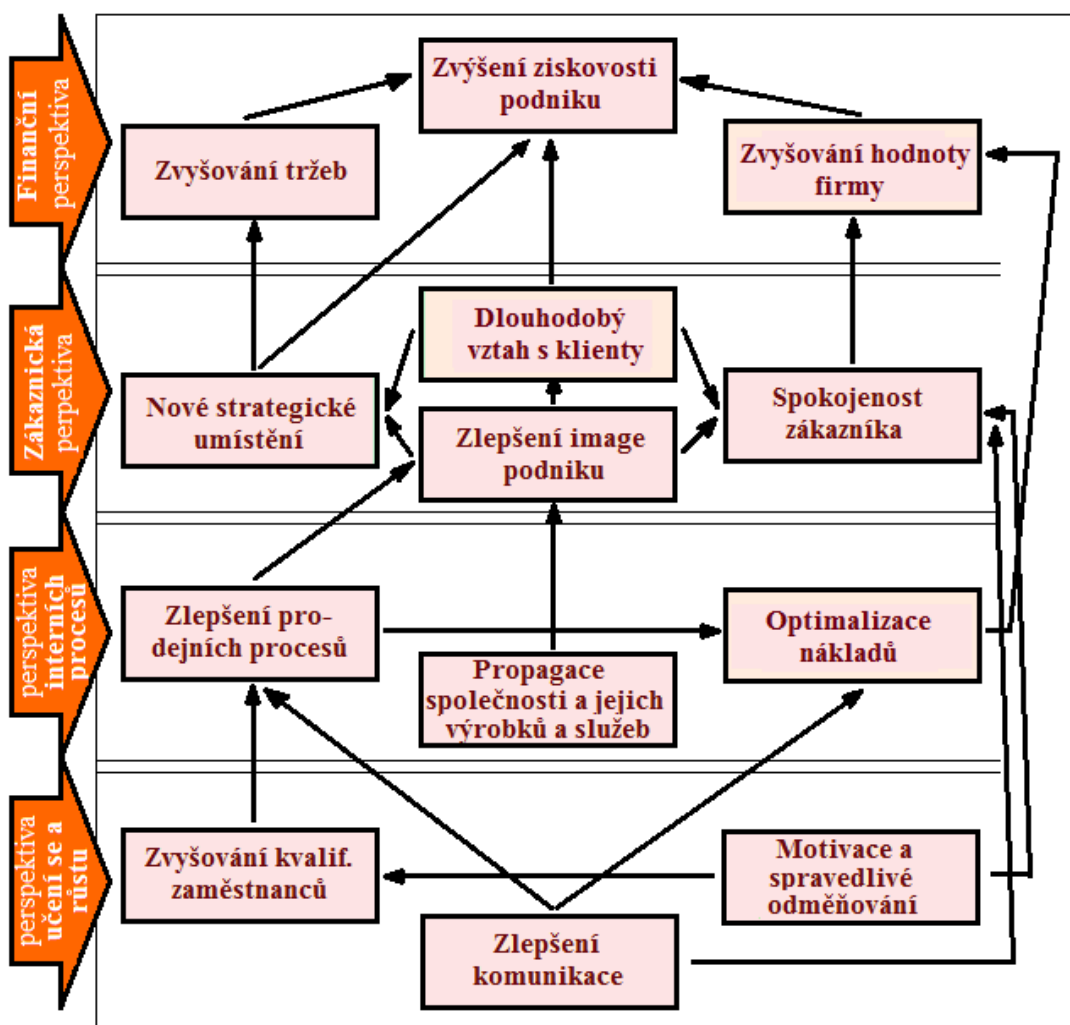 Finanční
perspektiva
Zvýšení ziskovosti
podniku
Zvyšování tržeb
Zvyšování hodnoty
firmy
Zákaznická
perpektiva
Dlouhodobý
vztah s klienty
Nové strategické
umístění
Zlepšení image
podniku
Spokojenost
zákazníka
perspektiva
interních
procesů
Zlepšení pro-
dejních procesů
Propagace
společnosti a jejich
výrobků a služeb
Optimalizace
nákladů
perspektiva
učení se a
růstu
Zvyšování kvalif.
zaměstnanců
Zlepšení
komunikace
Motivace a
spravedlivé
odměňování